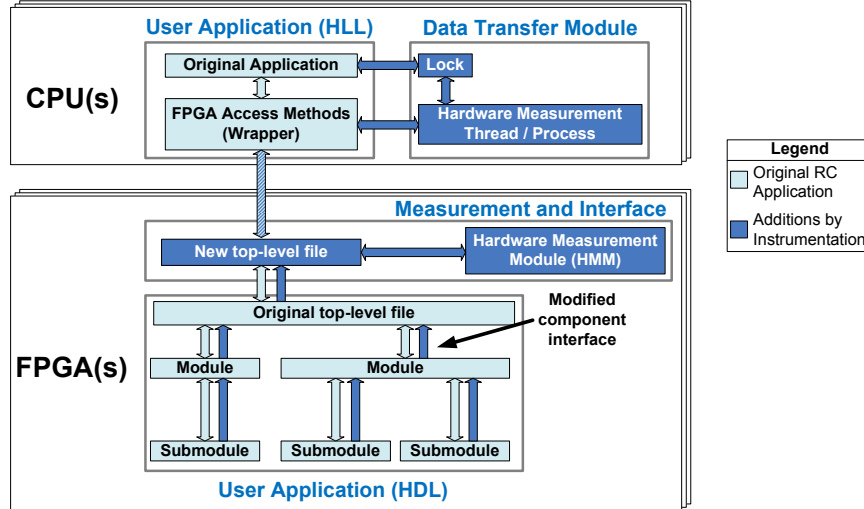 User Application (HLL)
Data Transfer Module
CPU(s)
Original Application
Lock
FPGA Access Methods
(Wrapper)
Hardware Measurement
Thread / Process
Legend
Original RC
Application
Additions by
Instrumentation
Measurement and Interface
New top-level file
Hardware Measurement
Module (HMM)
Original top-level file
Modified
component
interface
FPGA(s)
Module
Module
Submodule
Submodule
Submodule
User Application (HDL)